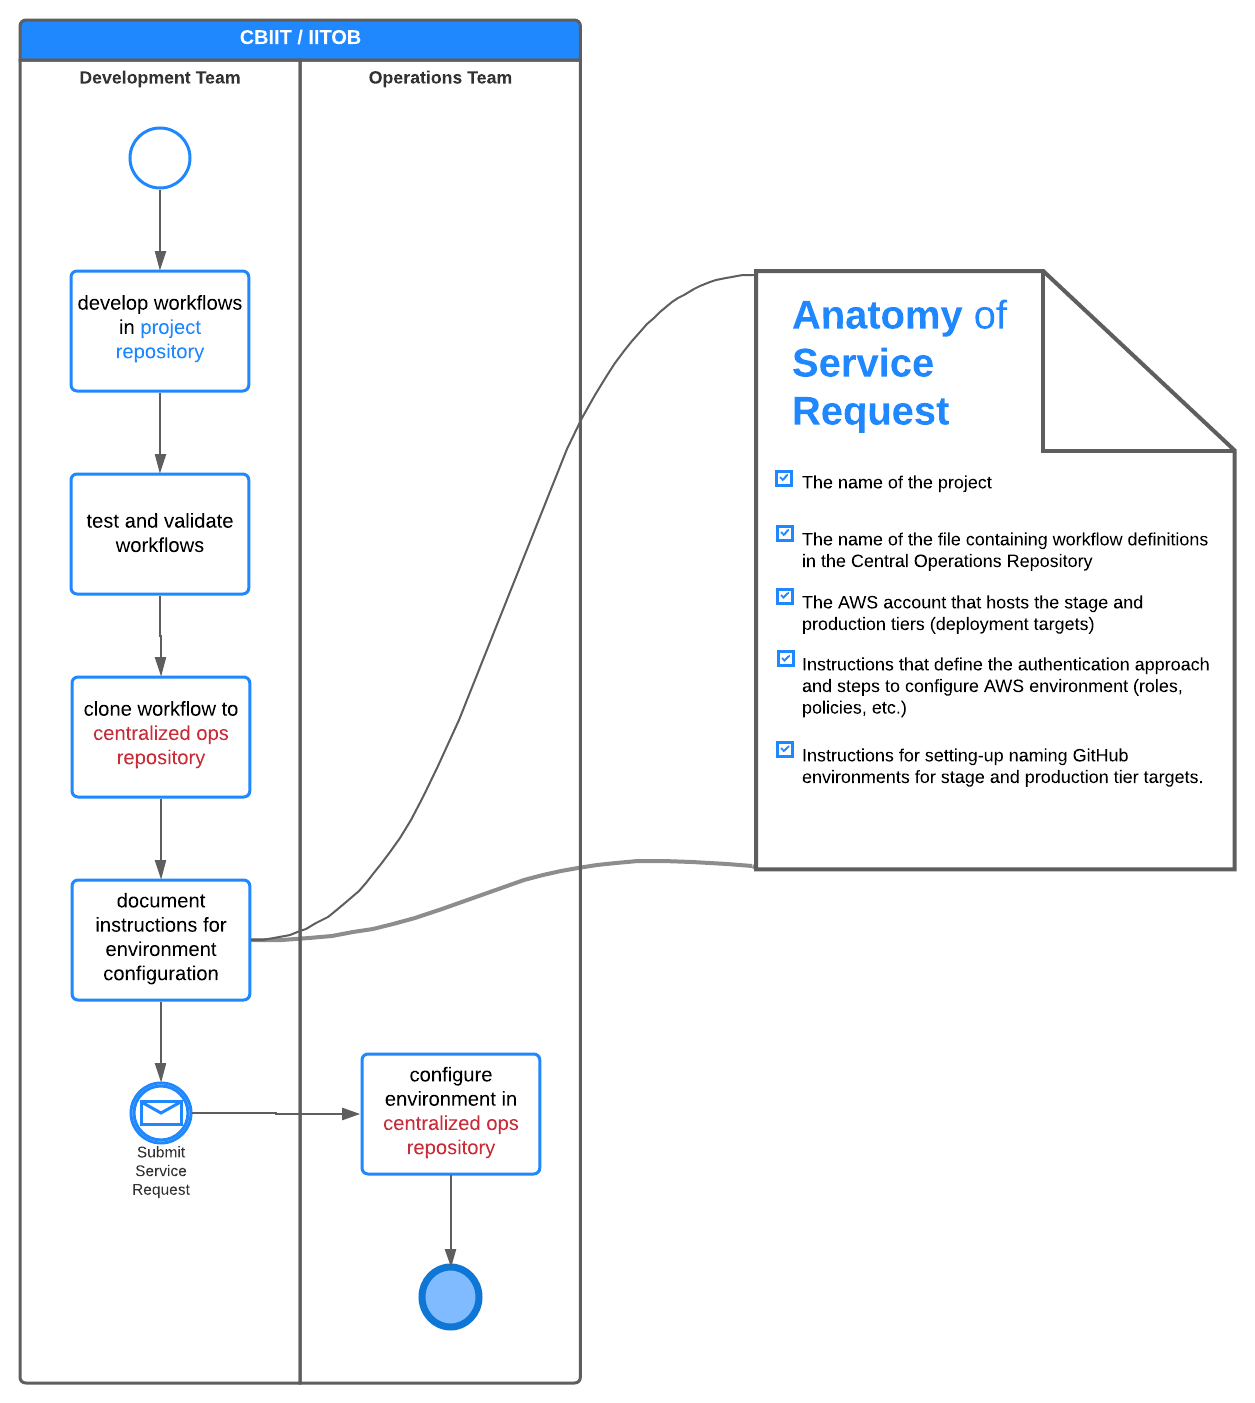 CBIIT / IITOB
Development Team
Operations Team
develop workflows
in project
repository
test and validate
workflows
clone workflow to
centralized ops
repository
document
instructions for
environment
configuration
Submit
Service
Request
configure
environment in
centralized ops
repository
Anatomy of
Service
Request
The name of the project
The name of the file containing workflow definitions
in the Central Operations Repository
The AWS account that hosts the stage and
production tiers (deployment targets)
Instructions that define the authentication approach
and steps to configure AWS environment (roles,
policies, etc.)
Instructions for setting-up naming GitHub
environments for stage and production tier targets.